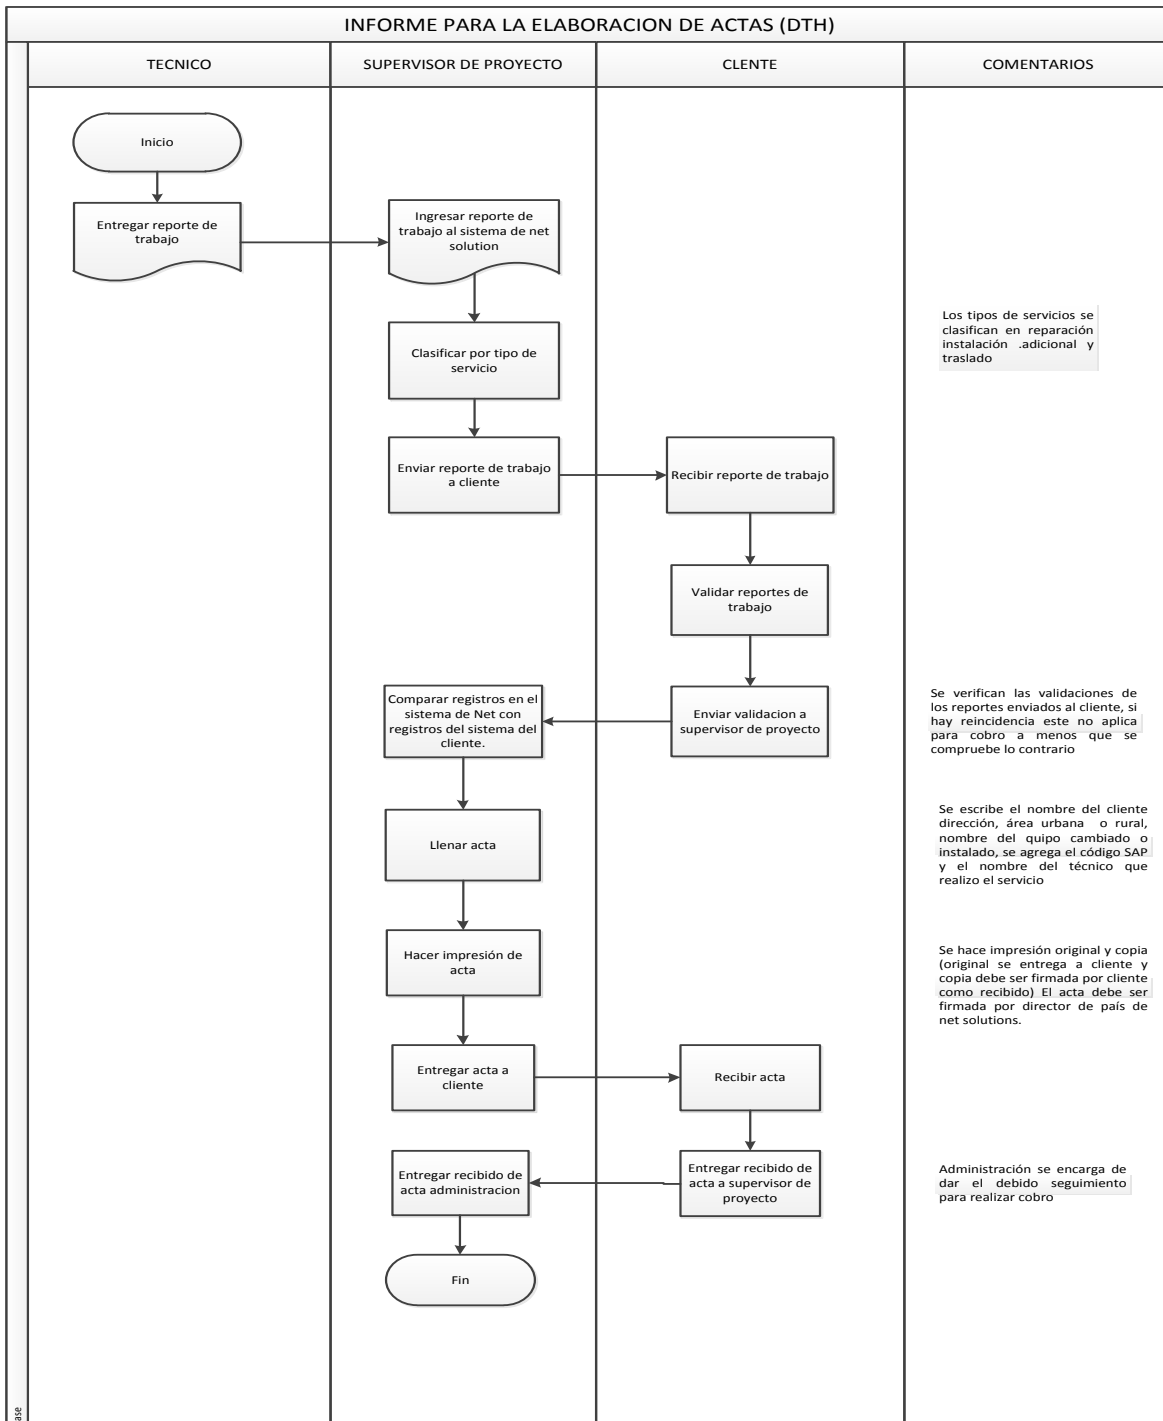 INFORME PARA LA ELABORACION DE ACTAS (DTH)
TECNICO
SUPERVISOR DE PROYECTO
CLENTE
COMENTARIOS
Inicio
Entregar reporte de
trabajo
Ingresar reporte de
trabajo al sistema de net
solution
Los tipos de servicios se
clasifican en reparación
instalación .adicional y
traslado
Clasificar por tipo de
servicio
Enviar reporte de trabajo
a cliente
Recibir reporte de trabajo
Validar reportes de
trabajo
Comparar registros en el
sistema de Net con
registros del sistema del
cliente.
Enviar validacion a
supervisor de proyecto
Se verifican las validaciones de
los reportes enviados al cliente, si
hay reincidencia este no aplica
para cobro a menos que se
compruebe lo contrario
Llenar acta
Se escribe el nombre del cliente
dirección, área urbana o rural,
nombre del quipo cambiado o
instalado, se agrega el código SAP
y el nombre del técnico que
realizo el servicio
Hacer impresión de
acta
Se hace impresión original y copia
(original se entrega a cliente y
copia debe ser firmada por cliente
como recibido) El acta debe ser
firmada por director de país de
net solutions.
Entregar acta a
cliente
Recibir acta
Entregar recibido de
acta administracion
Entregar recibido de
acta a supervisor de
proyecto
Administración se encarga de
dar el debido seguimiento
para realizar cobro
Fin
ase